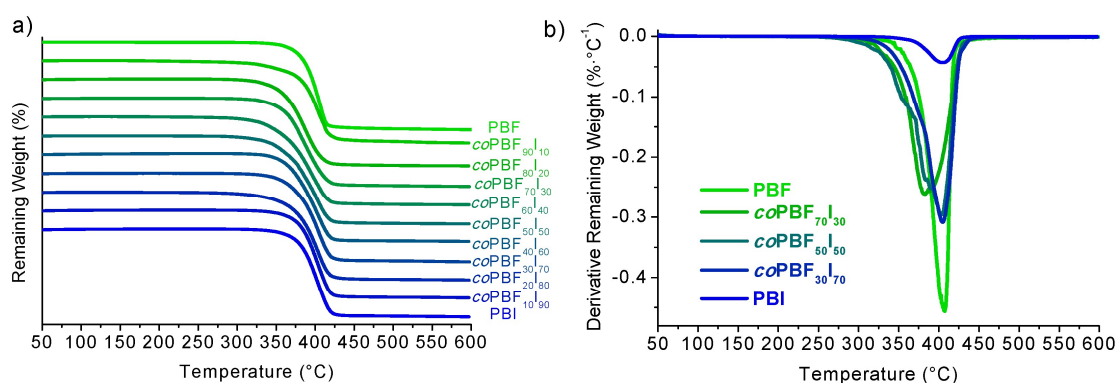 a)
Remaining Weight (%)
PBF
coPBF90I10
coPBF80I20
coPBF70I30
coPBF60I40
coPBF50I50
coPBF40I60
coPBF30I70
coPBF20I80
coPBF10I90
PBI
50 100 150 200 250 300 350 400 450 500 550 600
Temperature (°C)
b)
Derivative Remaining Weight (%·°C-1)
0.0
-0.1
-0.2
-0.3
-0.4
PBF
coPBF70I30
coPBF50I50
coPBF30I70
PBI
50 100 150 200 250 300 350 400 450 500 550 600
Temperature (°C)